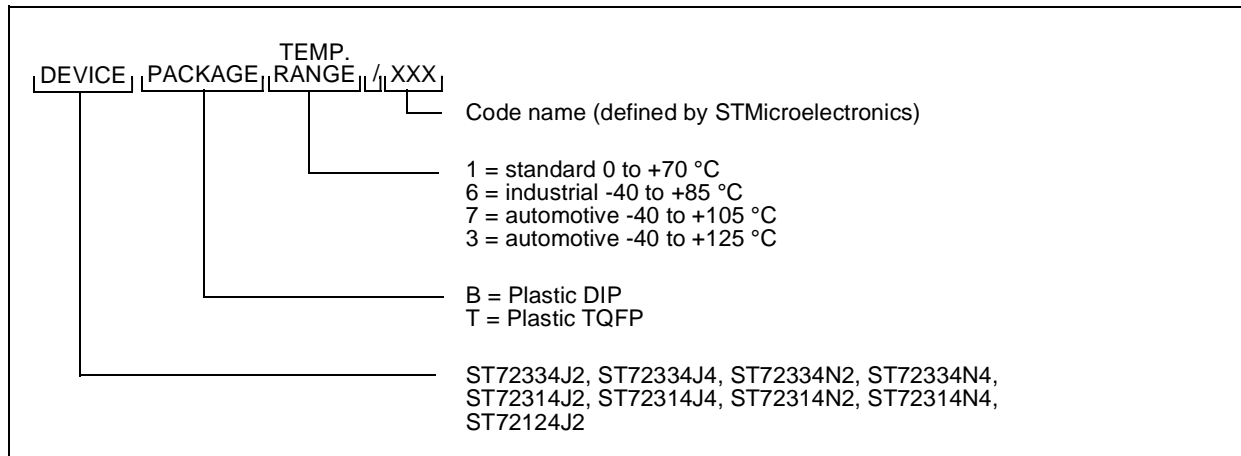 TEMP.
DEVICE PACKAGE RANGE / XXX
Code name (defined by STMicroelectronics)
1 = standard 0 to +70 °C
6 = industrial -40 to +85 °C
7 = automotive -40 to +105 °C
3 = automotive -40 to +125 °C
B = Plastic DIP
T = Plastic TQFP
ST72334J2, ST72334J4, ST72334N2, ST72334N4,
ST72314J2, ST72314J4, ST72314N2, ST72314N4,
ST72124J2